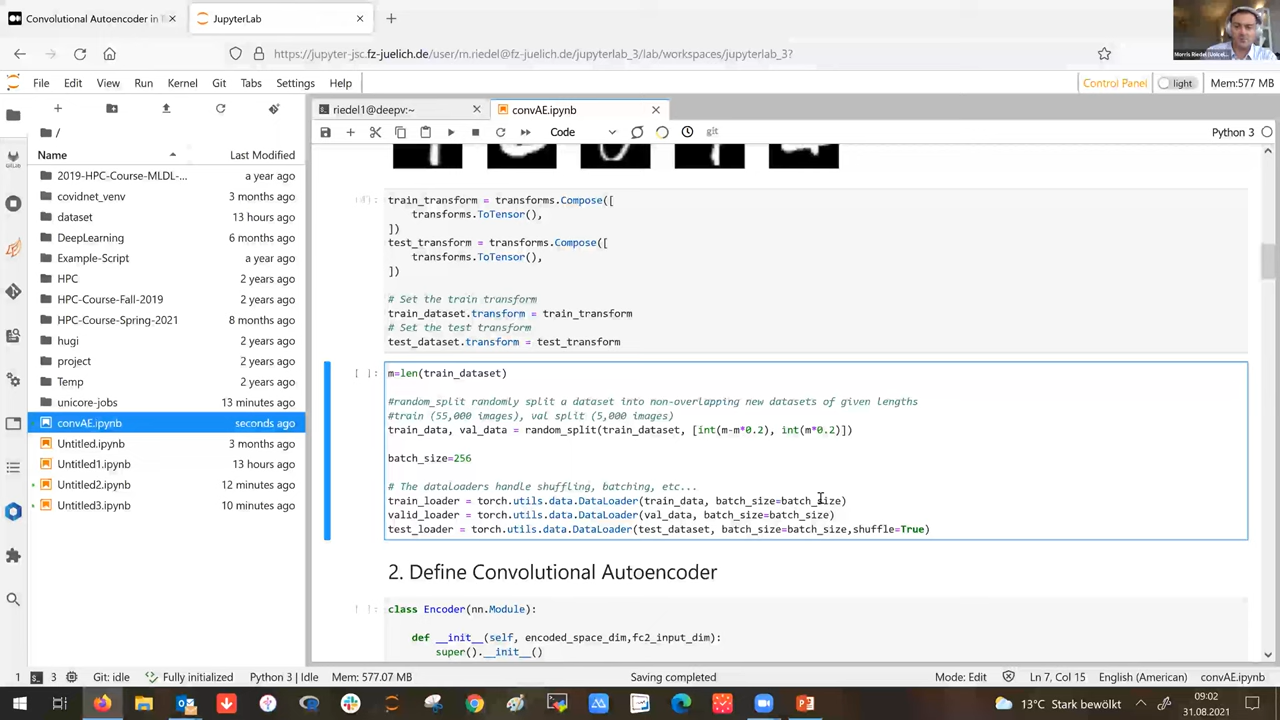 Convolutional Autoencoder in
JupyterLab
https://jupyter-jsc.fz-juelich.de/user/m.riedel@fz-juelich.de/jupyterlab_3/lab/workspaces/jupyterlab_3?
File Edit View Run Kernel Git Tabs Settings Help
Control Panel light Mem:577 MB
riedel1@deepv:~
convAE.ipynb
Code
git
Python 3
/
Name Last Modified
2019-HPC-Course-MLDL-... a year ago
covidnet_venv 3 months ago
dataset 13 hours ago
DeepLearning 6 months ago
Example-Script a year ago
HPC 2 years ago
HPC-Course-Fall-2019 2 years ago
HPC-Course-Spring-2021 8 months ago
hugi 2 years ago
project 2 years ago
Temp 2 years ago
unicore-jobs 13 minutes ago
convAE.ipynb seconds ago
Untitled.ipynb 3 months ago
Untitled1.ipynb 13 hours ago
Untitled2.ipynb 13 minutes ago
Untitled3.ipynb 10 minutes ago
train_transform = transforms.Compose([
transforms.ToTensor(),
])
test_transform = transforms.Compose([
transforms.ToTensor(),
])
# Set the train transform
train_dataset.transform = train_transform
# Set the test transform
test_dataset.transform = test_transform
[ ]: m=len(train_dataset)
#random_split randomly split a dataset into non-overlapping new datasets of given lengths
#train (55,000 images), val split (5,000 images)
train_data, val_data = random_split(train_dataset, [int(m-m*0.2), int(m*0.2)])
batch_size=256
# The dataloaders handle shuffling, batching, etc...
train_loader = torch.utils.data.DataLoader(train_data, batch_size=batch_size)
valid_loader = torch.utils.data.DataLoader(val_data, batch_size=batch_size)
test_loader = torch.utils.data.DataLoader(test_dataset, batch_size=batch_size,shuffle=True)
2. Define Convolutional Autoencoder
[ ]: class Encoder(nn.Module):
def __init__(self, encoded_space_dim,fc2_input_dim):
super().__init__()
1 3 Git: idle Fully initialized Python 3 | Idle Mem: 577.07 MB Saving completed Mode: Edit Ln 7, Col 15 English (American) convAE.ipynb
13°C Stark bewölkt
09:02
31.08.2021